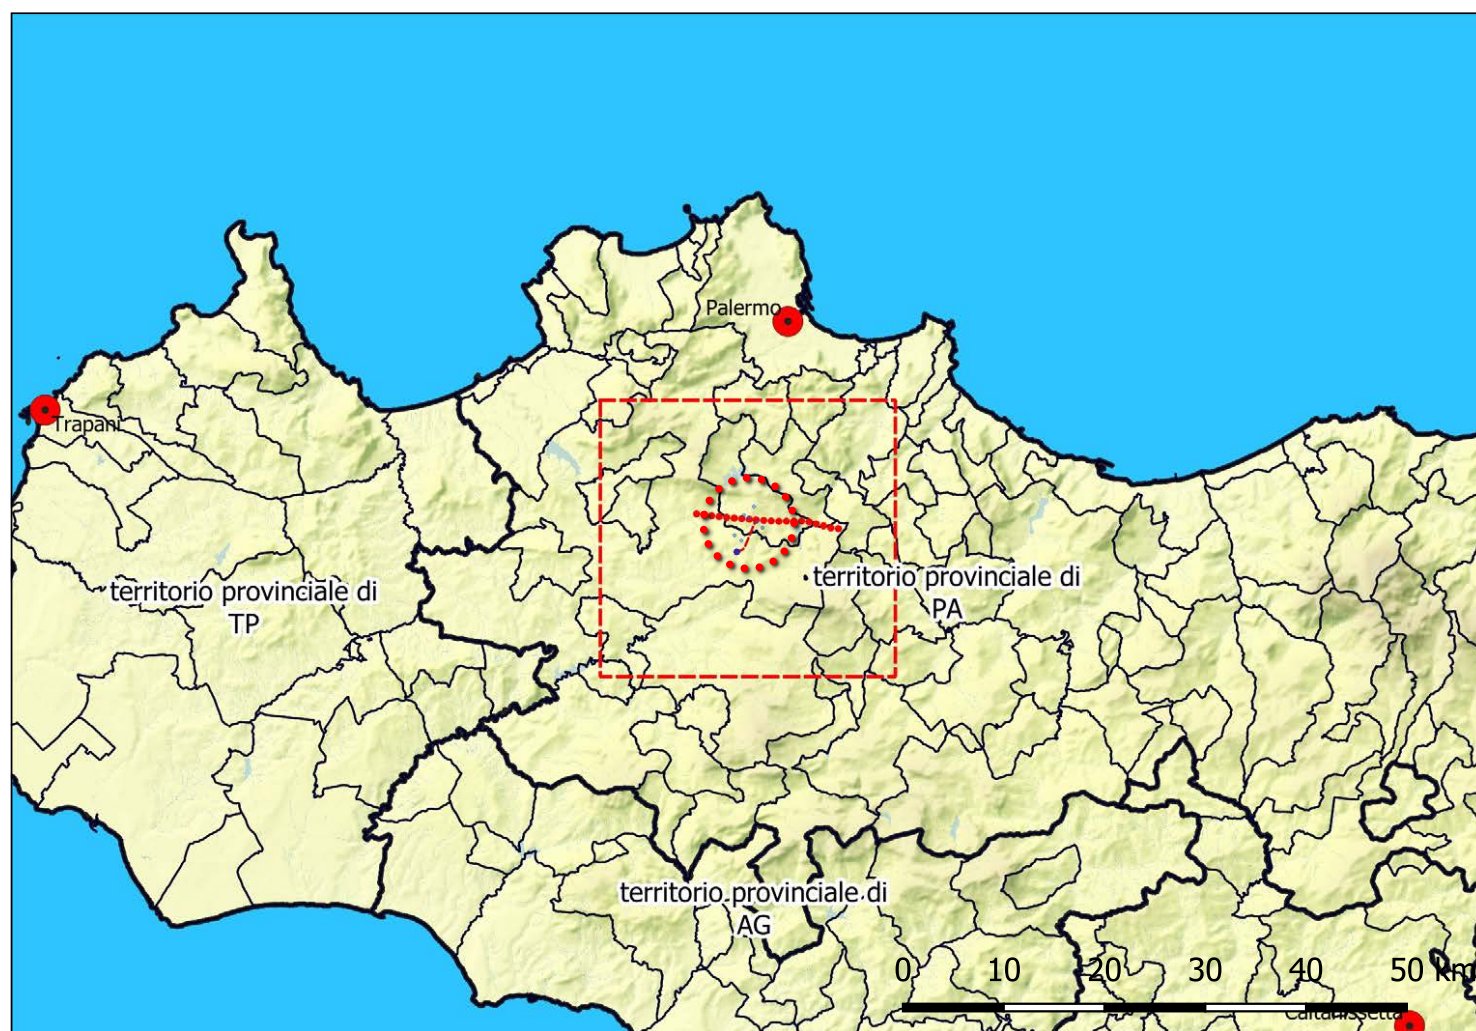 Palermo
Trapani
territorio provinciale di
PA
territorio provinciale di
TP
territorio provinciale di
AG
0 10 20 30 40 50 km
Caltanissetta